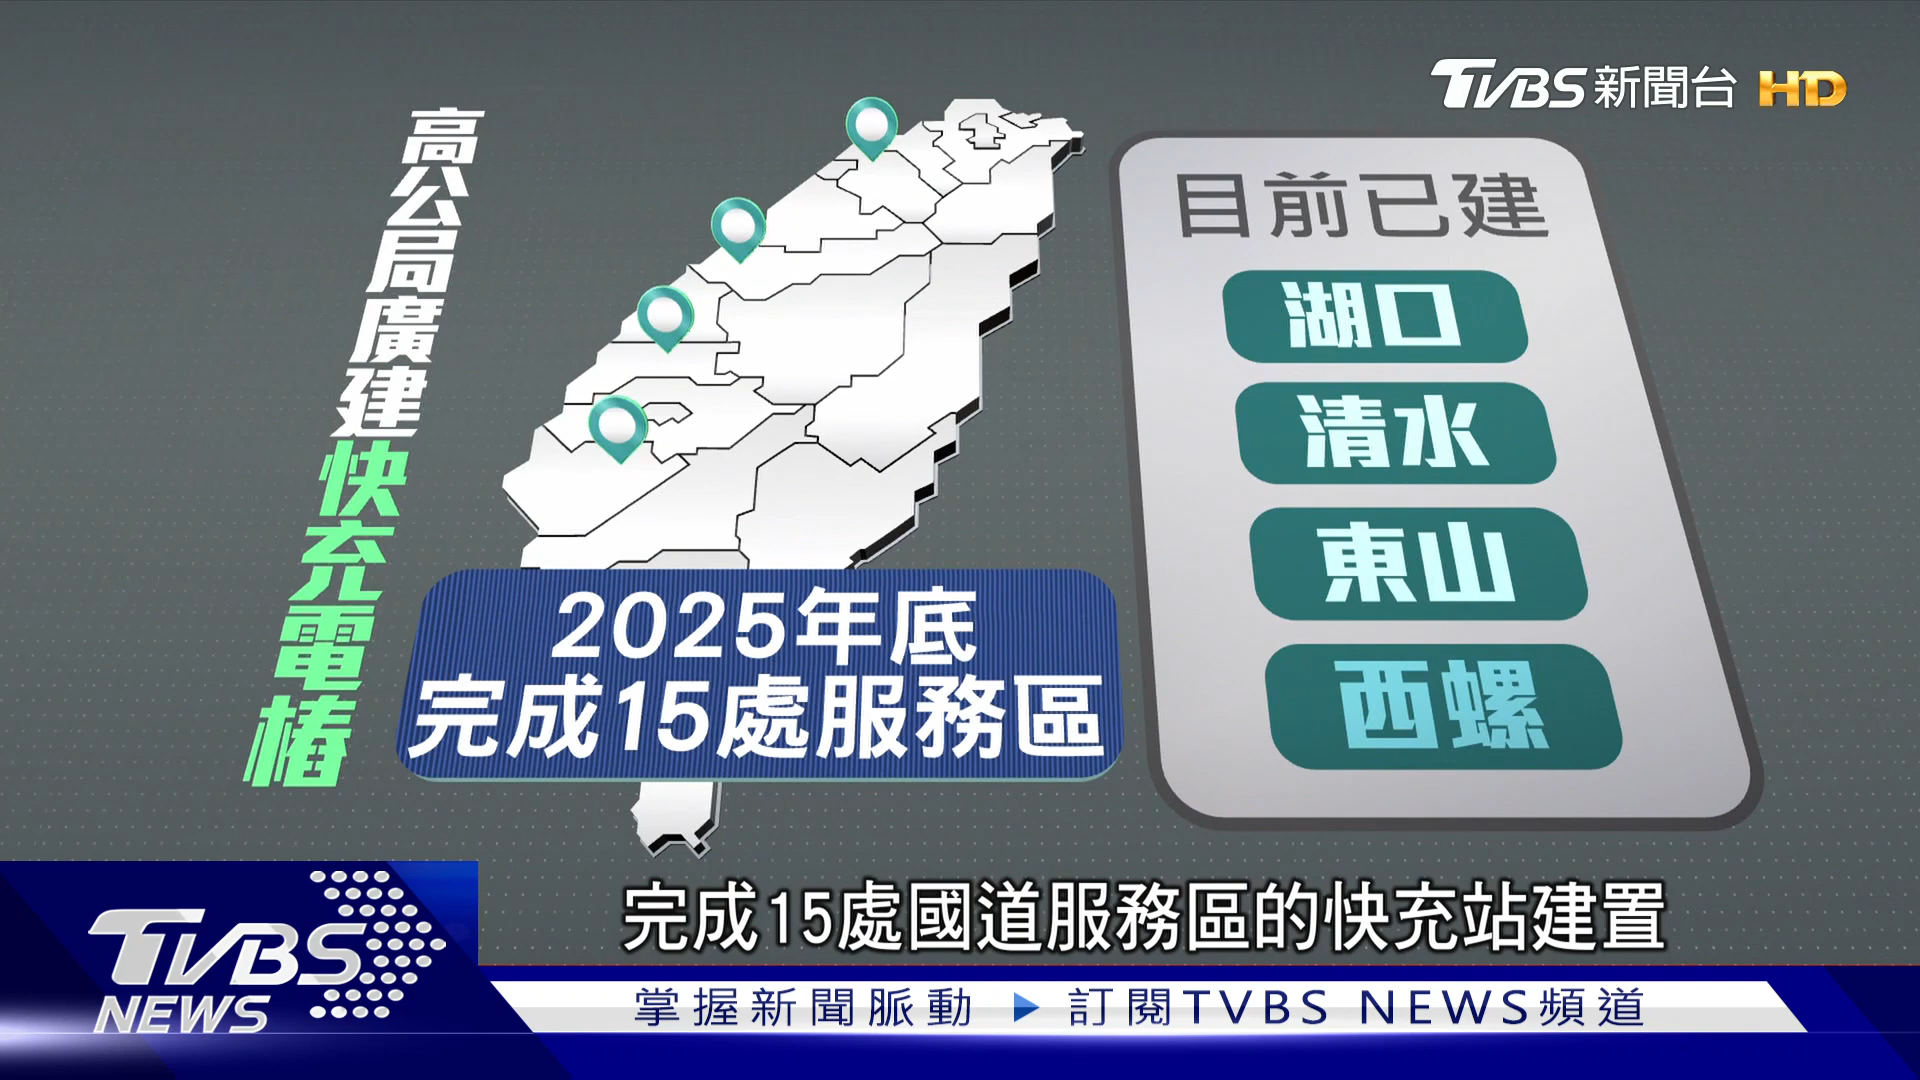 TVBS新聞台 HD
高公局廣建快充電樁
目前已建
湖口
清水
東山
西螺
2025年底
完成15處服務區
完成15處國道服務區的快充站建置
TVBS
NEWS
掌握新聞脈動 ▶ 訂閱TVBS NEWS頻道